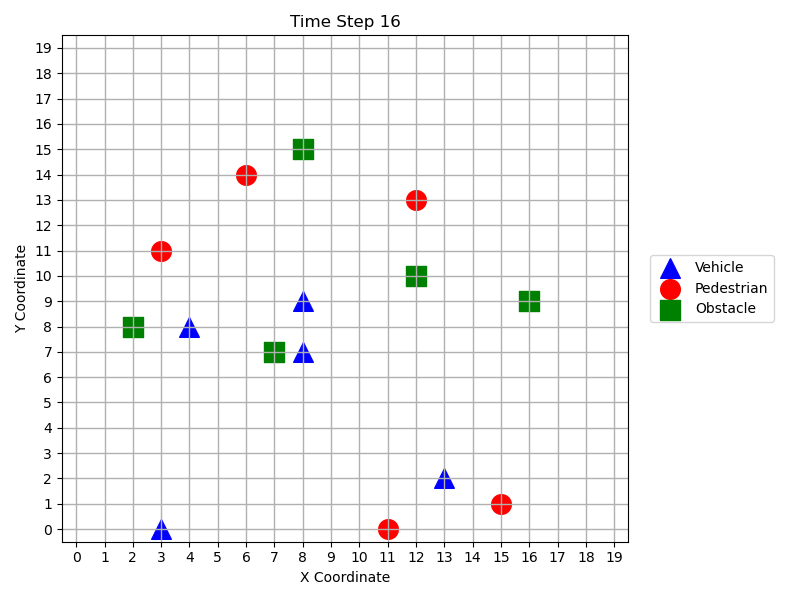 Time Step 16
19
18
17
16
15
14
13
12
11
10
9
8
7
6
5
4
3
2
1
0
Y Coordinate
0 1 2 3 4 5 6 7 8 9 10 11 12 13 14 15 16 17 18 19
X Coordinate
Vehicle
Pedestrian
Obstacle